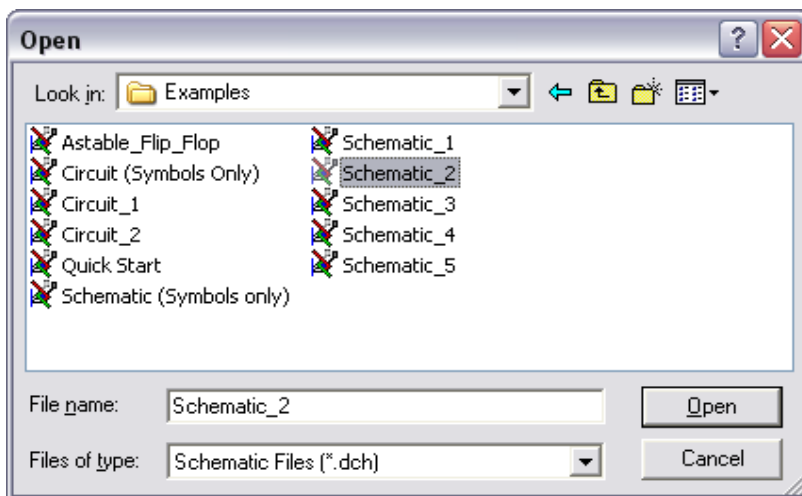 Open
Look in: Examples
Astable_Flip_Flop
Circuit (Symbols Only)
Circuit_1
Circuit_2
Quick Start
Schematic (Symbols only)
Schematic_1
Schematic_2
Schematic_3
Schematic_4
Schematic_5
File name: Schematic_2 Open
Files of type: Schematic Files (*.dch) Cancel